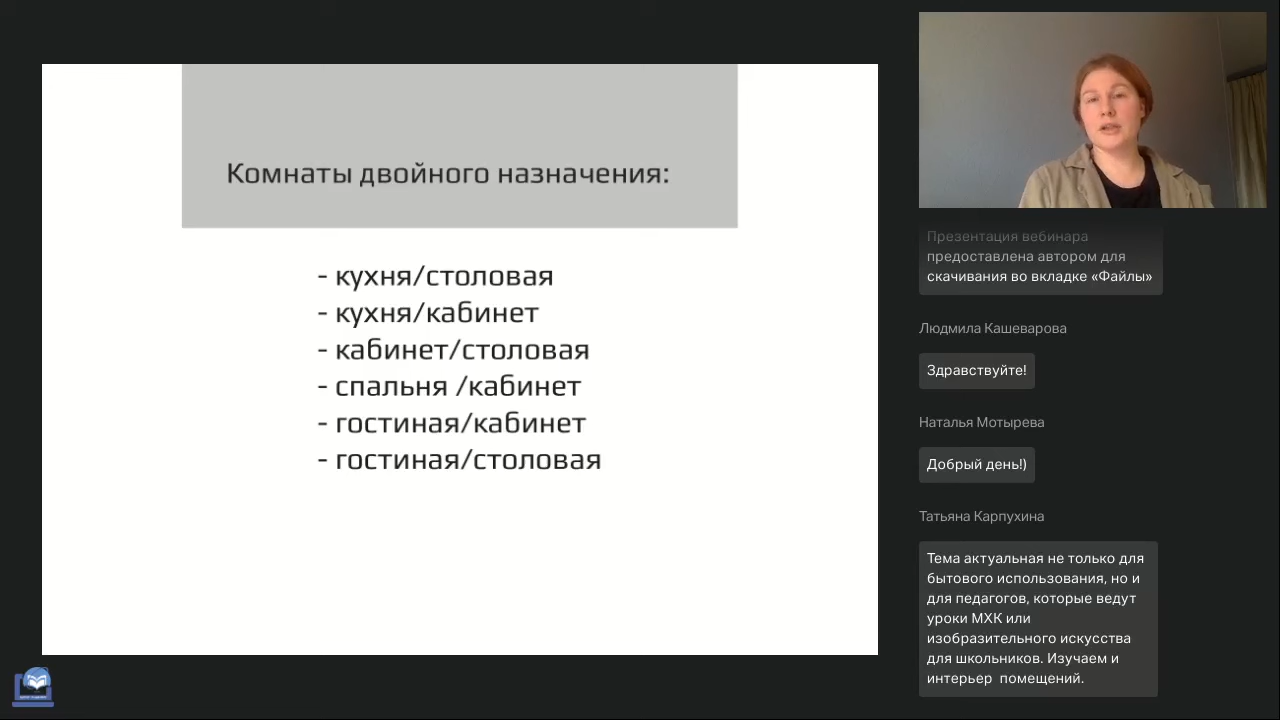 Комнаты двойного назначения:
- кухня/столовая
- кухня/кабинет
- кабинет/столовая
- спальня /кабинет
- гостиная/кабинет
- гостиная/столовая
Презентация вебинара
предоставлена автором для
скачивания во вкладке «Файлы»
Людмила Кашеварова
Здравствуйте!
Наталья Мотырева
Добрый день!)
Татьяна Карпухина
Тема актуальная не только для
бытового использования, но и
для педагогов, которые ведут
уроки МХК или
изобразительного искусства
для школьников. Изучаем и
интерьер  помещений.